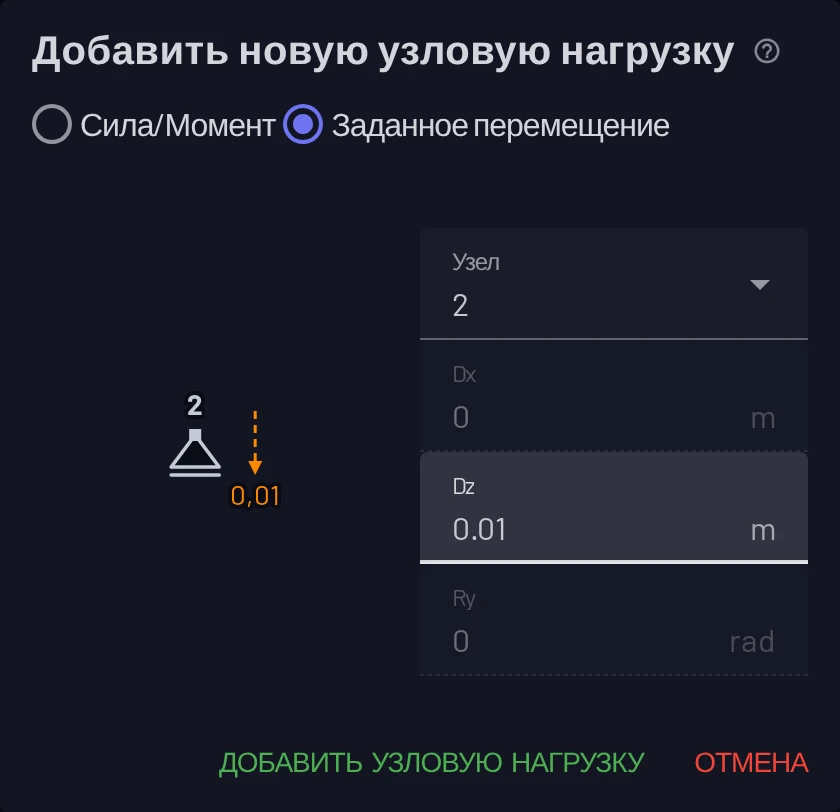 Добавить новую узловую нагрузку ?
Сила/Момент Заданное перемещение
Узел
2
Dx
0 m
2
Dz
0.01 m
0,01
Ry
0 rad
ДОБАВИТЬ УЗЛОВУЮ НАГРУЗКУ ОТМЕНА